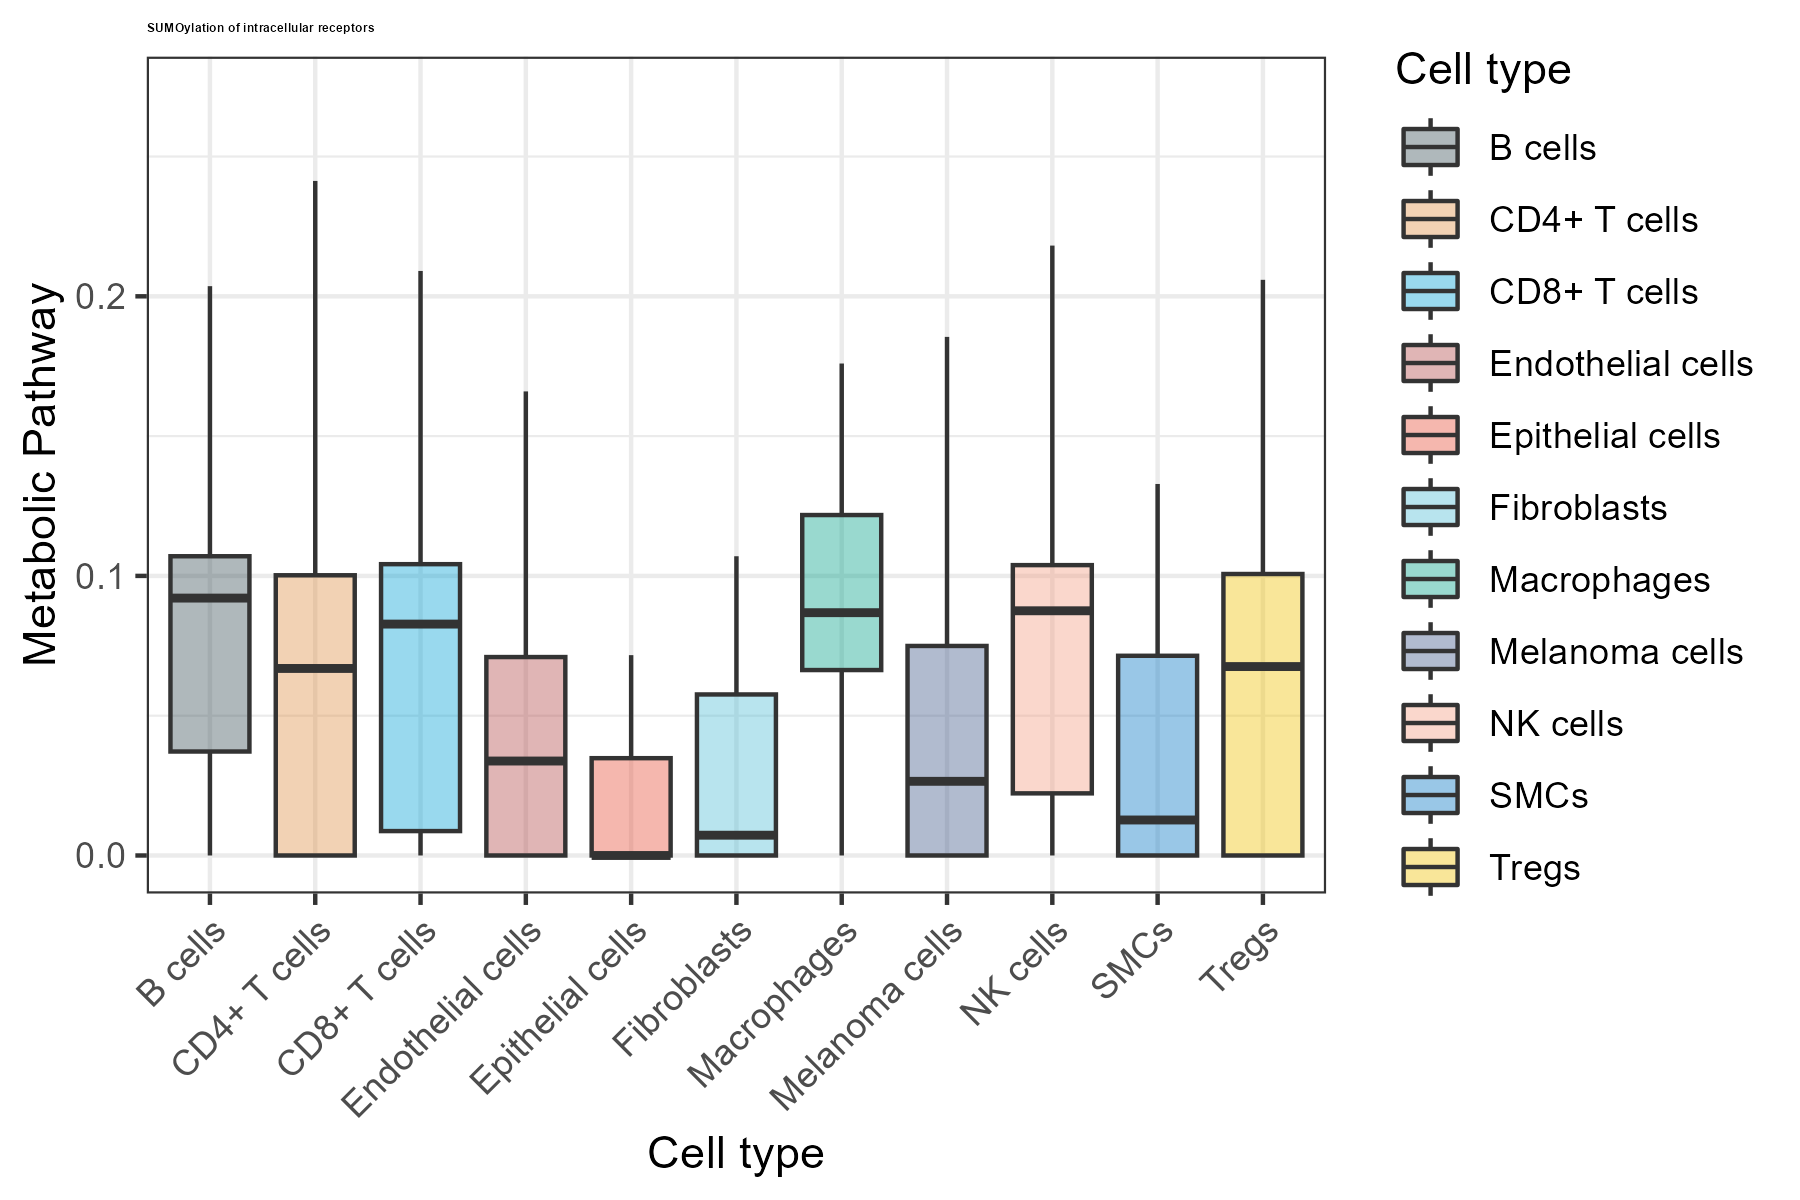 SUMOylation of intracellular receptors
Metabolic Pathway
0.2
0.1
0.0
B cells
CD4+ T cells
CD8+ T cells
Endothelial cells
Epithelial cells
Fibroblasts
Macrophages
Melanoma cells
NK cells
SMCs
Tregs
Cell type
Cell type
B cells
CD4+ T cells
CD8+ T cells
Endothelial cells
Epithelial cells
Fibroblasts
Macrophages
Melanoma cells
NK cells
SMCs
Tregs